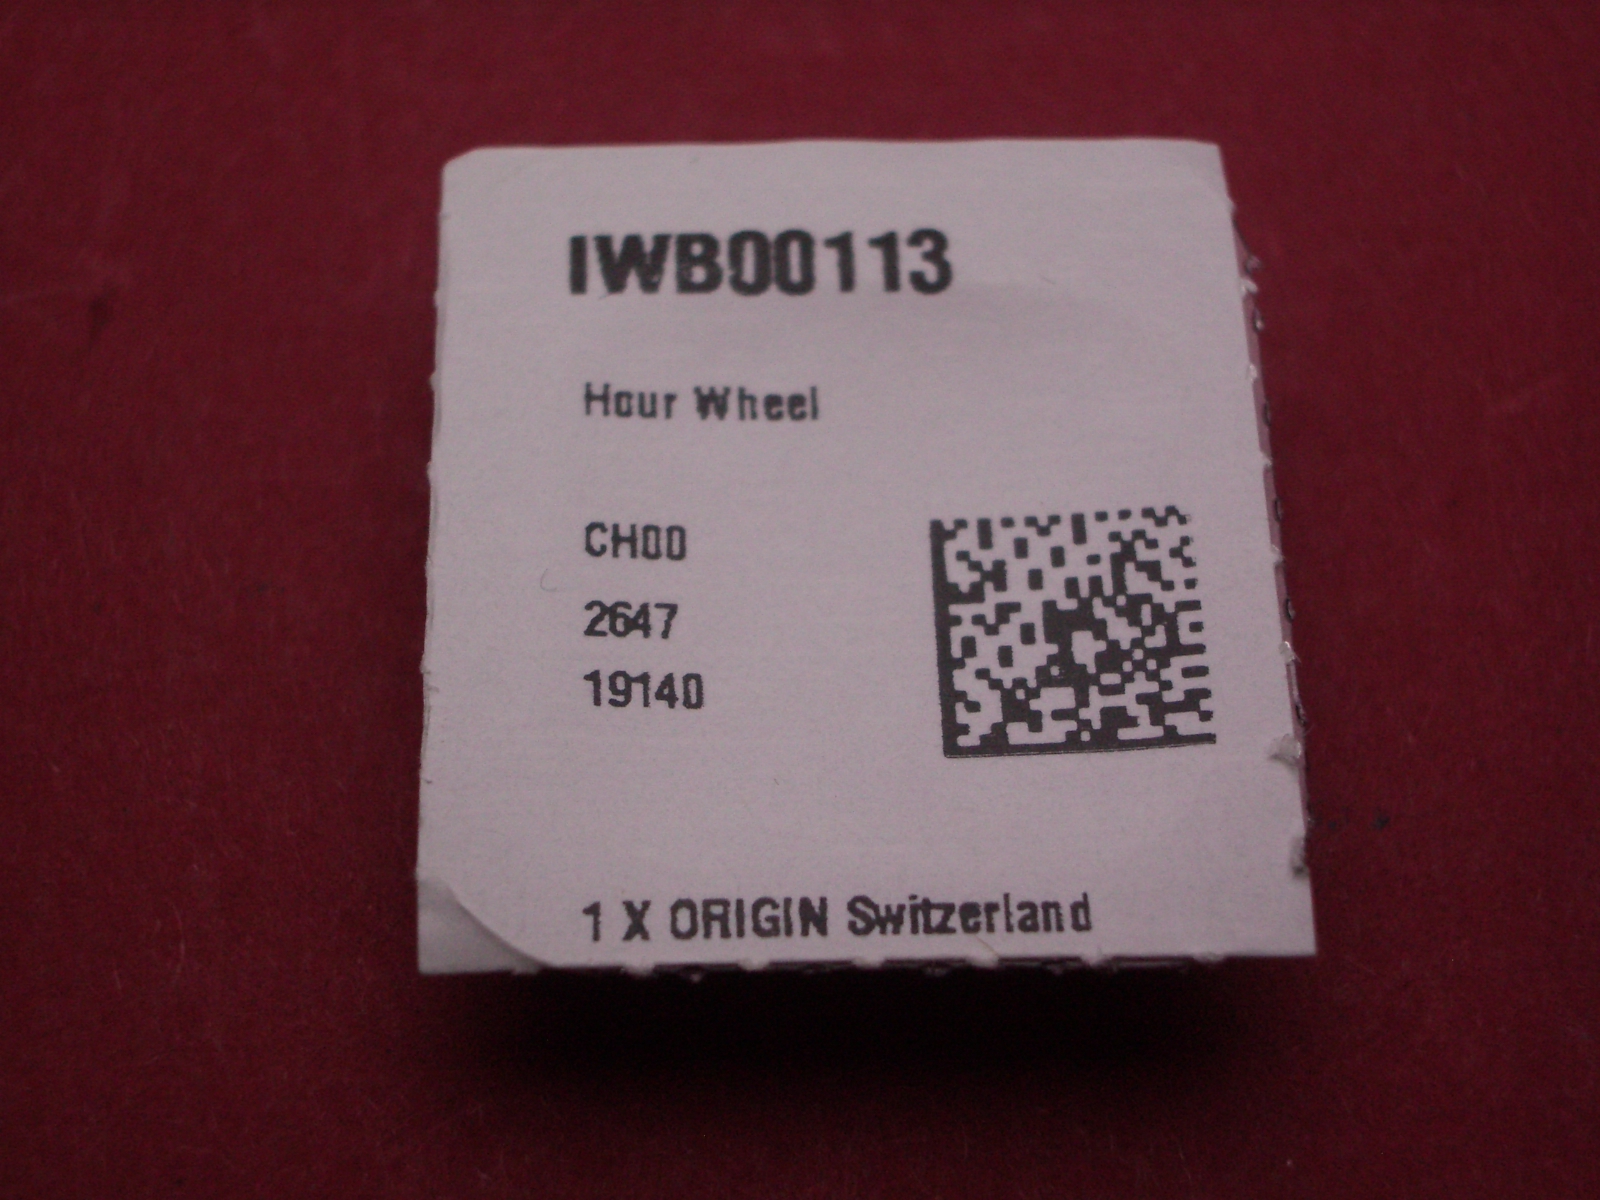 IWB00113
Hour Wheel
CH00
2647
19140
1 X ORIGIN Switzerland